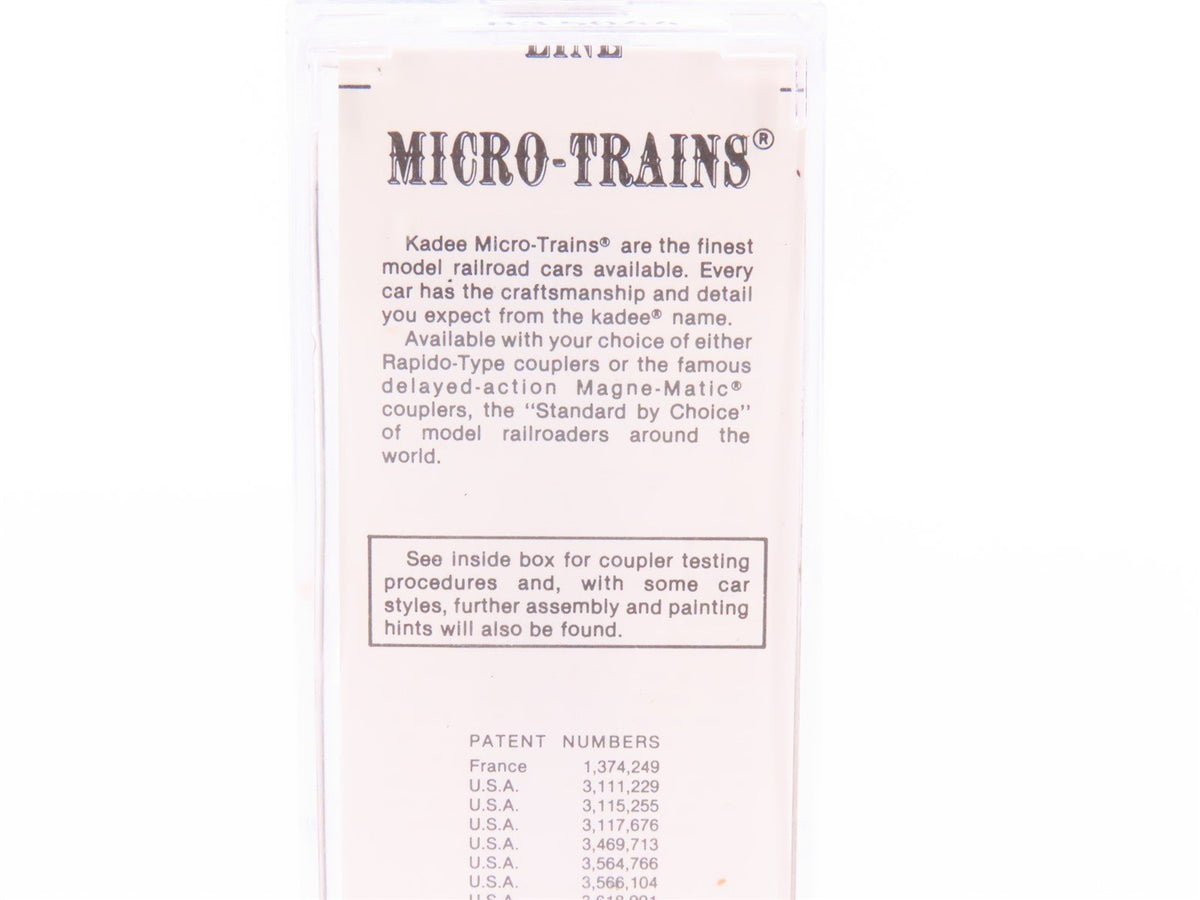 LINE
MICRO-TRAINS®
Kadee Micro-Trains® are the finest
model railroad cars available. Every
car has the craftsmanship and detail
you expect from the kadee® name.
Available with your choice of either
Rapido-Type couplers or the famous
delayed-action Magne-Matic®
couplers, the “Standard by Choice”
of model railroaders around the
world.
See inside box for coupler testing
procedures and, with some car
styles, further assembly and painting
hints will also be found.
PATENT NUMBERS
France 1,374,249
U.S.A. 3,111,229
U.S.A. 3,115,255
U.S.A. 3,117,676
U.S.A. 3,469,713
U.S.A. 3,564,766
U.S.A. 3,566,104
U.S.A.